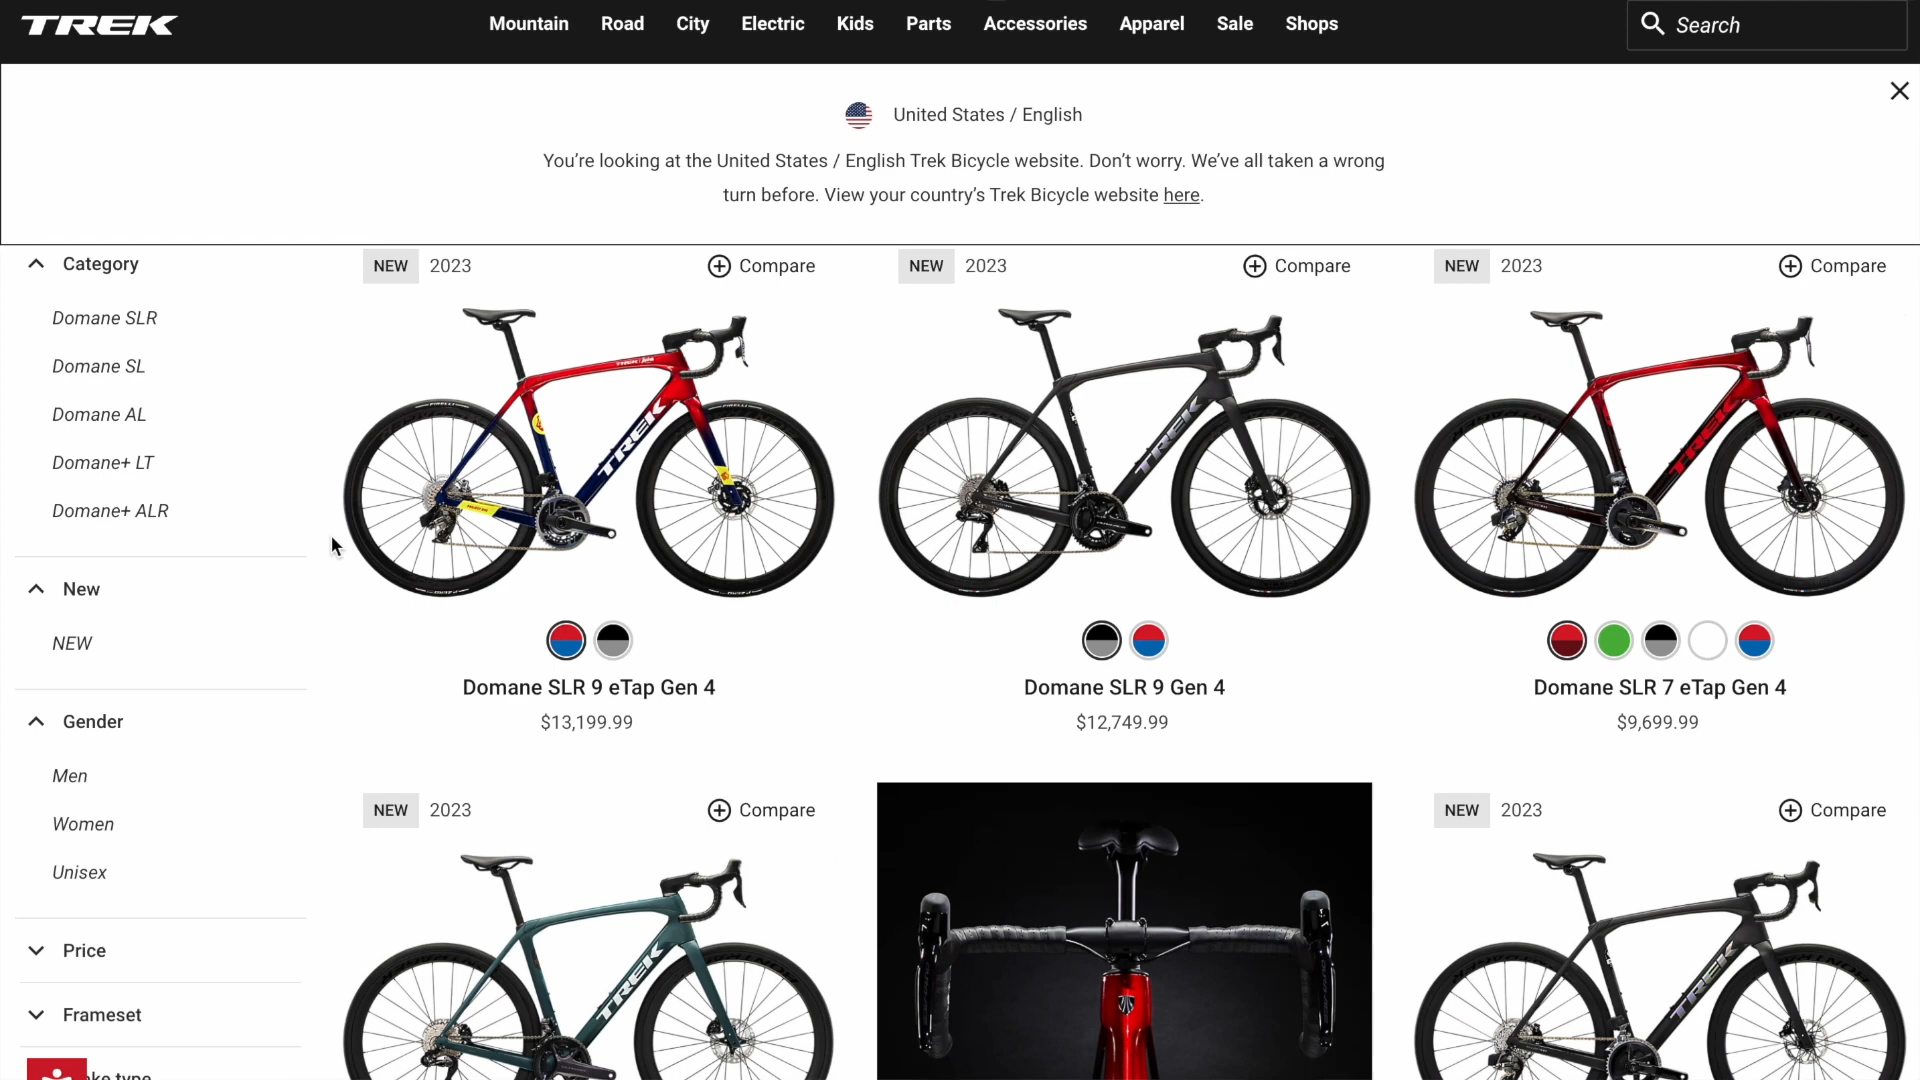 TREK
Mountain Road City Electric Kids Parts Accessories Apparel Sale Shops
Search
United States / English
You’re looking at the United States / English Trek Bicycle website. Don’t worry. We’ve all taken a wrong
turn before. View your country’s Trek Bicycle website here.
Category
Domane SLR
Domane SL
Domane AL
Domane+ LT
Domane+ ALR
New
NEW
Gender
Men
Women
Unisex
Price
Frameset
NEW 2023 Compare
TREK
Domane SLR 9 eTap Gen 4
$13,199.99
NEW 2023 Compare
TREK
Domane SLR 9 Gen 4
$12,749.99
NEW 2023 Compare
TREK
Domane SLR 7 eTap Gen 4
$9,699.99
NEW 2023 Compare
TREK
NEW 2023 Compare
TREK